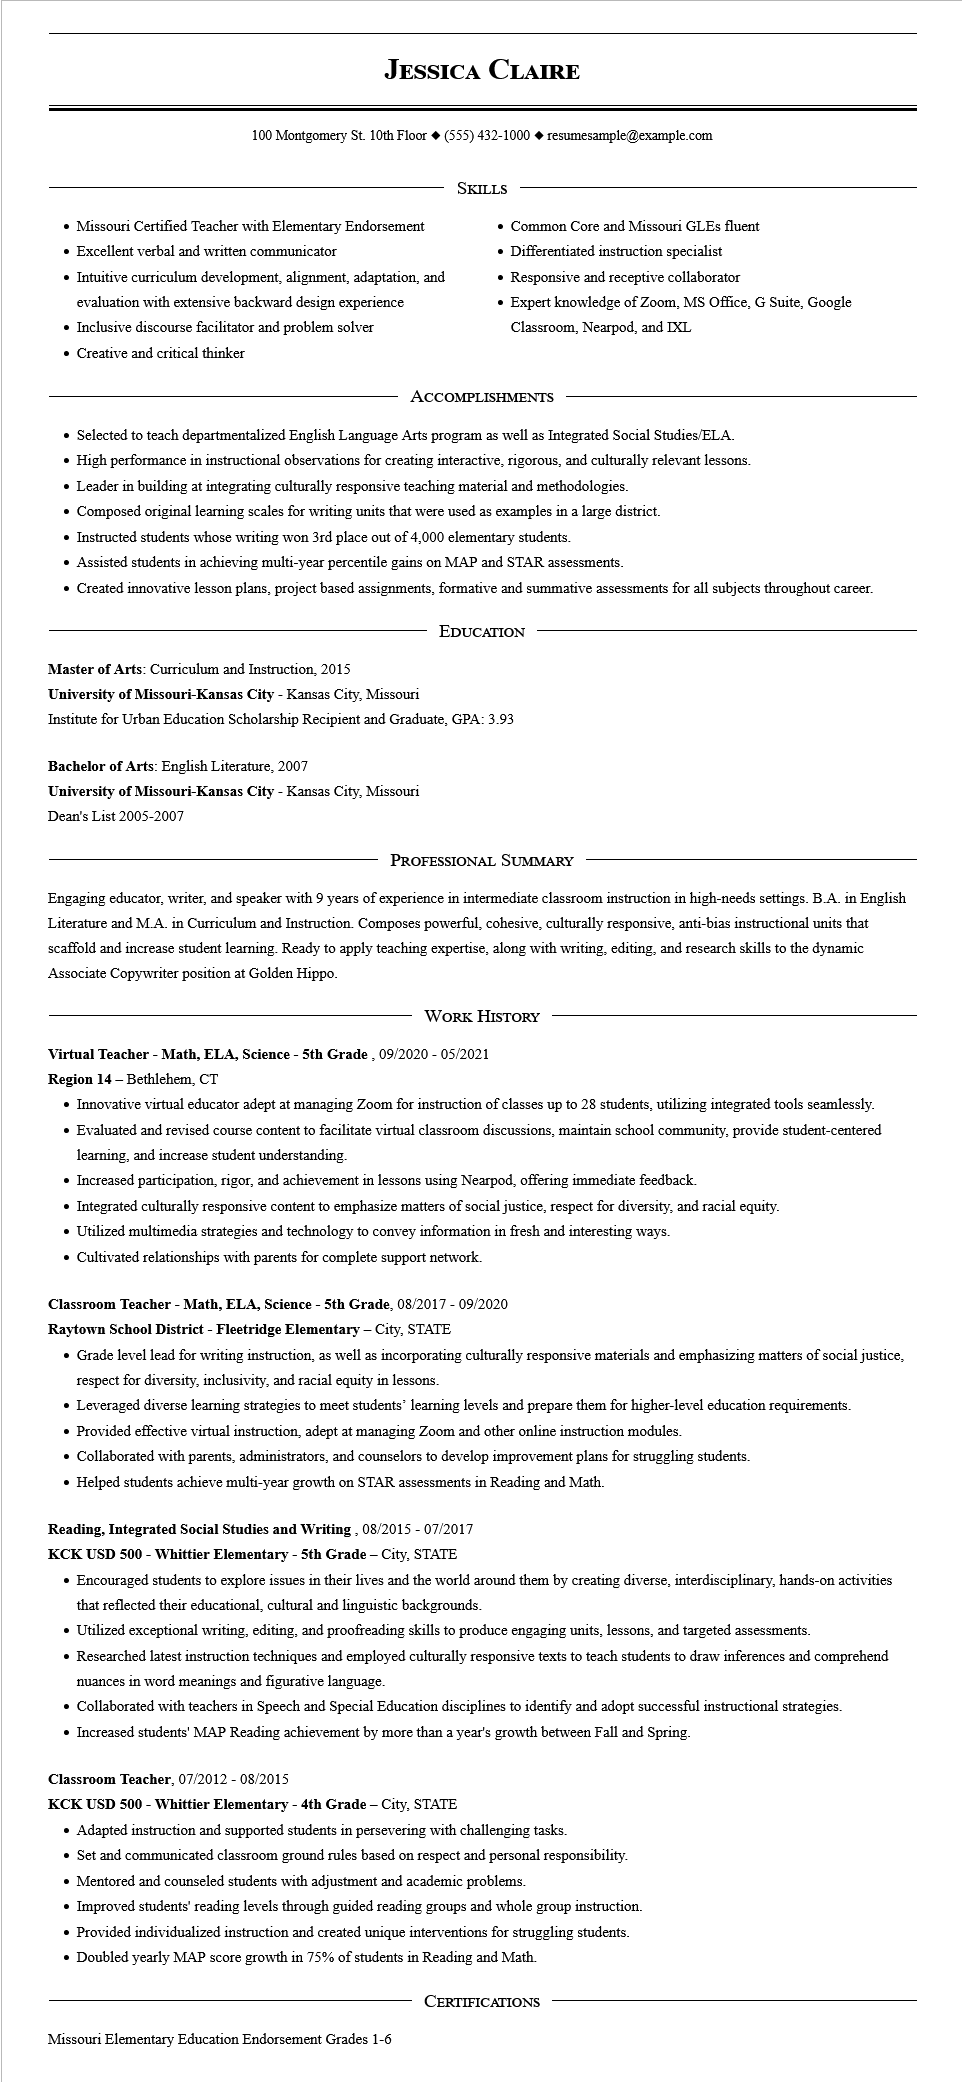 Jessica Claire
100 Montgomery St. 10th Floor ◆ (555) 432-1000 ◆ resumesample@example.com
Skills
• Missouri Certified Teacher with Elementary Endorsement
• Excellent verbal and written communicator
• Intuitive curriculum development, alignment, adaptation, and
evaluation with extensive backward design experience
• Inclusive discourse facilitator and problem solver
• Creative and critical thinker
• Common Core and Missouri GLEs fluent
• Differentiated instruction specialist
• Responsive and receptive collaborator
• Expert knowledge of Zoom, MS Office, G Suite, Google
Classroom, Nearpod, and IXL
Accomplishments
• Selected to teach departmentalized English Language Arts program as well as Integrated Social Studies/ELA.
• High performance in instructional observations for creating interactive, rigorous, and culturally relevant lessons.
• Leader in building at integrating culturally responsive teaching material and methodologies.
• Composed original learning scales for writing units that were used as examples in a large district.
• Instructed students whose writing won 3rd place out of 4,000 elementary students.
• Assisted students in achieving multi-year percentile gains on MAP and STAR assessments.
• Created innovative lesson plans, project based assignments, formative and summative assessments for all subjects throughout career.
Education
Master of Arts: Curriculum and Instruction, 2015
University of Missouri-Kansas City - Kansas City, Missouri
Institute for Urban Education Scholarship Recipient and Graduate, GPA: 3.93
Bachelor of Arts: English Literature, 2007
University of Missouri-Kansas City - Kansas City, Missouri
Dean's List 2005-2007
Professional Summary
Engaging educator, writer, and speaker with 9 years of experience in intermediate classroom instruction in high-needs settings. B.A. in English
Literature and M.A. in Curriculum and Instruction. Composes powerful, cohesive, culturally responsive, anti-bias instructional units that
scaffold and increase student learning. Ready to apply teaching expertise, along with writing, editing, and research skills to the dynamic
Associate Copywriter position at Golden Hippo.
Work History
Virtual Teacher - Math, ELA, Science - 5th Grade , 09/2020 - 05/2021
Region 14 – Bethlehem, CT
• Innovative virtual educator adept at managing Zoom for instruction of classes up to 28 students, utilizing integrated tools seamlessly.
• Evaluated and revised course content to facilitate virtual classroom discussions, maintain school community, provide student-centered
learning, and increase student understanding.
• Increased participation, rigor, and achievement in lessons using Nearpod, offering immediate feedback.
• Integrated culturally responsive content to emphasize matters of social justice, respect for diversity, and racial equity.
• Utilized multimedia strategies and technology to convey information in fresh and interesting ways.
• Cultivated relationships with parents for complete support network.
Classroom Teacher - Math, ELA, Science - 5th Grade, 08/2017 - 09/2020
Raytown School District - Fleetridge Elementary – City, STATE
• Grade level lead for writing instruction, as well as incorporating culturally responsive materials and emphasizing matters of social justice,
respect for diversity, inclusivity, and racial equity in lessons.
• Leveraged diverse learning strategies to meet students’ learning levels and prepare them for higher-level education requirements.
• Provided effective virtual instruction, adept at managing Zoom and other online instruction modules.
• Collaborated with parents, administrators, and counselors to develop improvement plans for struggling students.
• Helped students achieve multi-year growth on STAR assessments in Reading and Math.
Reading, Integrated Social Studies and Writing , 08/2015 - 07/2017
KCK USD 500 - Whittier Elementary - 5th Grade – City, STATE
• Encouraged students to explore issues in their lives and the world around them by creating diverse, interdisciplinary, hands-on activities
that reflected their educational, cultural and linguistic backgrounds.
• Utilized exceptional writing, editing, and proofreading skills to produce engaging units, lessons, and targeted assessments.
• Researched latest instruction techniques and employed culturally responsive texts to teach students to draw inferences and comprehend
nuances in word meanings and figurative language.
• Collaborated with teachers in Speech and Special Education disciplines to identify and adopt successful instructional strategies.
• Increased students' MAP Reading achievement by more than a year's growth between Fall and Spring.
Classroom Teacher, 07/2012 - 08/2015
KCK USD 500 - Whittier Elementary - 4th Grade – City, STATE
• Adapted instruction and supported students in persevering with challenging tasks.
• Set and communicated classroom ground rules based on respect and personal responsibility.
• Mentored and counseled students with adjustment and academic problems.
• Improved students' reading levels through guided reading groups and whole group instruction.
• Provided individualized instruction and created unique interventions for struggling students.
• Doubled yearly MAP score growth in 75% of students in Reading and Math.
Certifications
Missouri Elementary Education Endorsement Grades 1-6